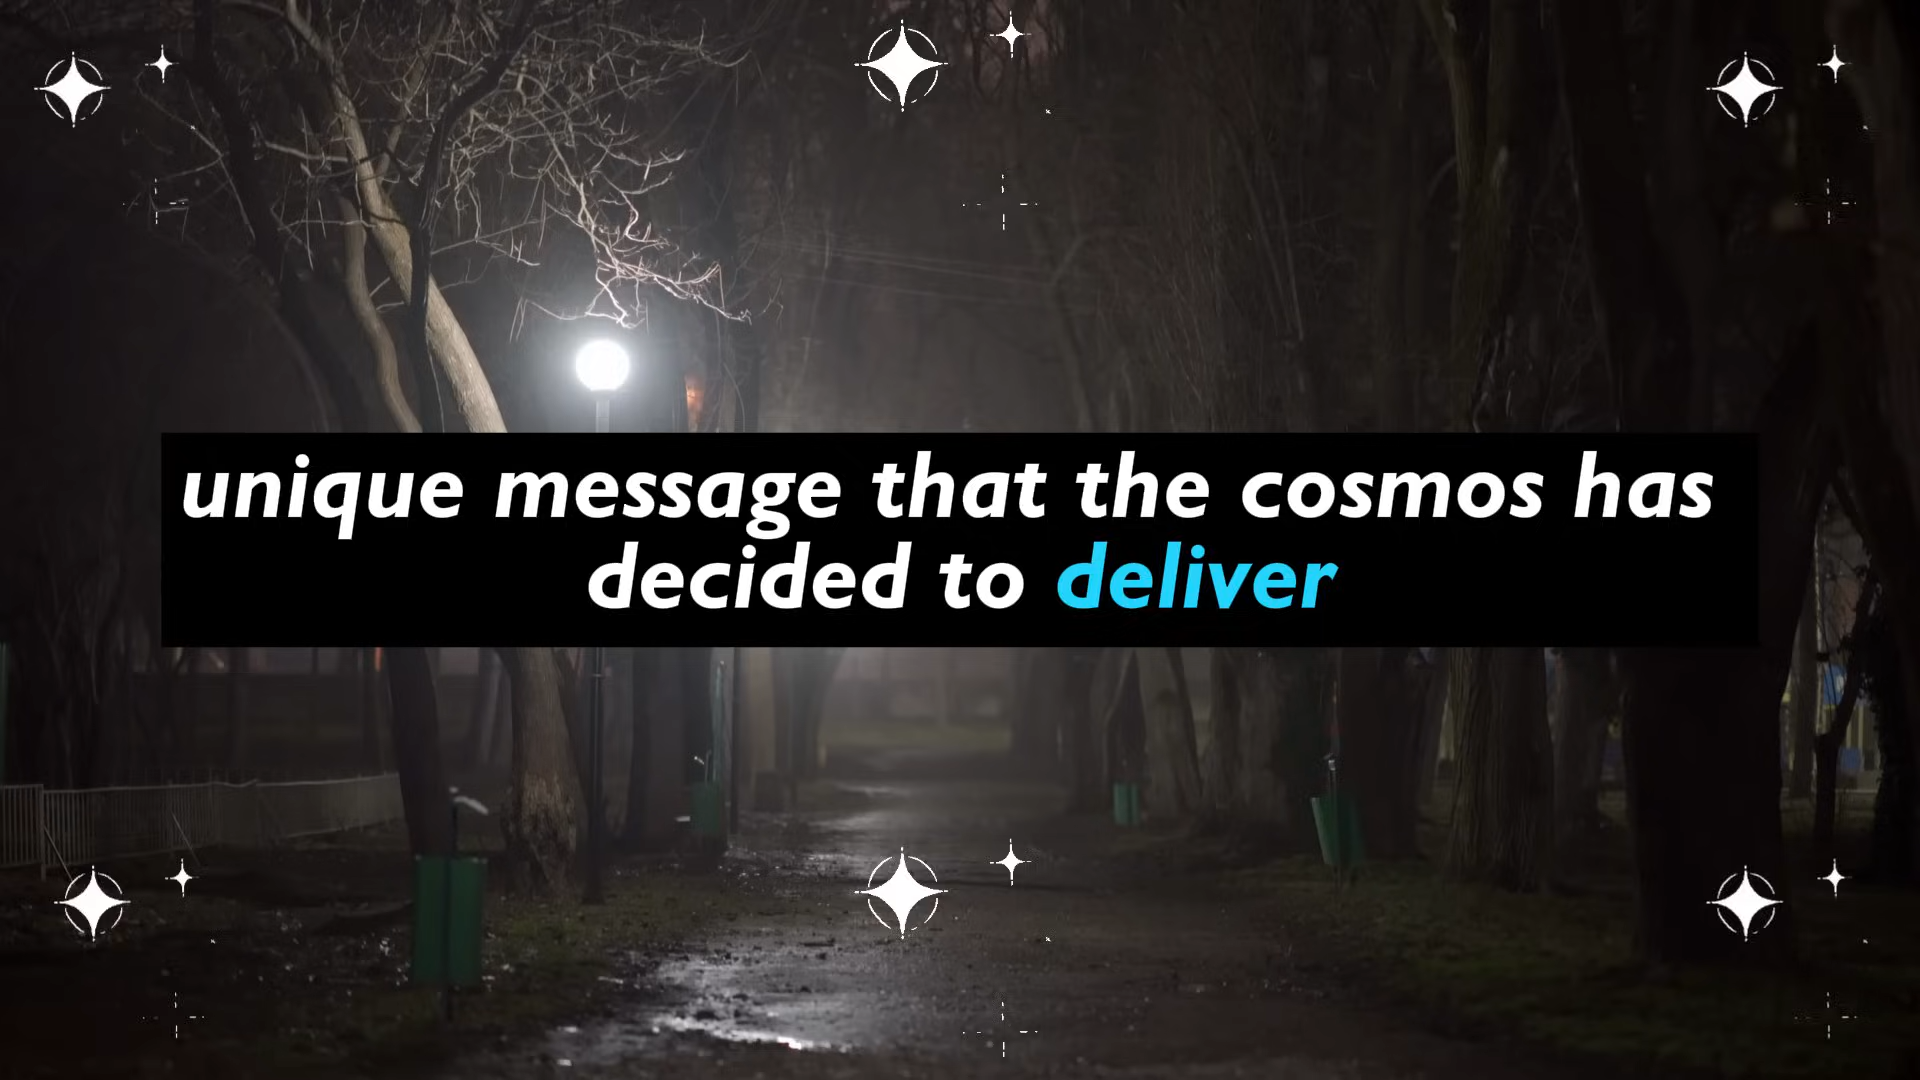 unique message that the cosmos has
decided to deliver